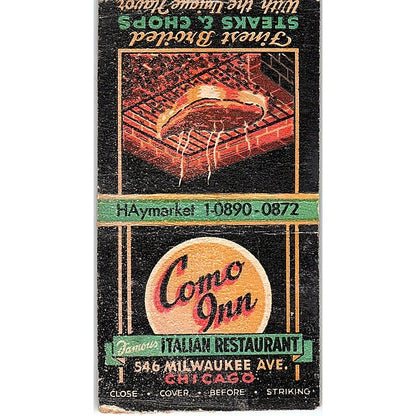 With the Unique Flavor
STEAKS & CHOPS
Finest Broiled
HAymarket 1-0890-0872
Como
Inn
Famous ITALIAN RESTAURANT
546 MILWAUKEE AVE.
CHICAGO
CLOSE • COVER • BEFORE • STRIKING